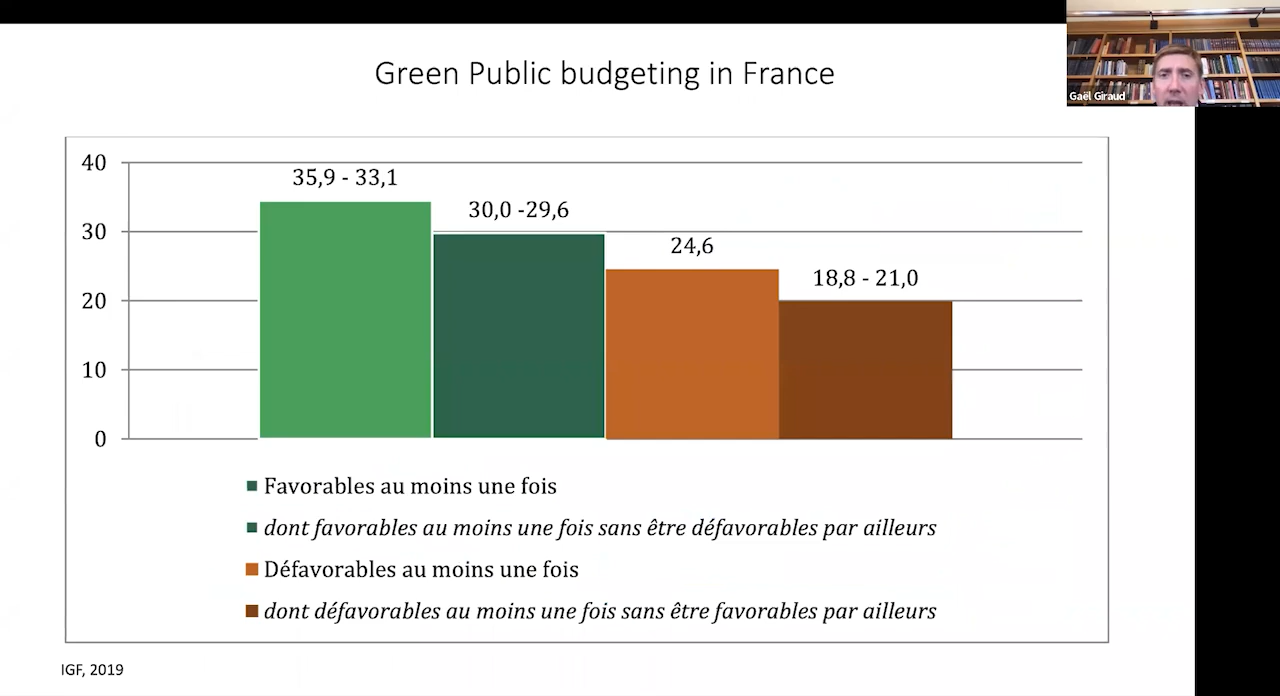 Green Public budgeting in France
Gaël Giraud
40
35,9 - 33,1
30,0 -29,6
30
24,6
18,8 - 21,0
20
10
0
Favorables au moins une fois
dont favorables au moins une fois sans être défavorables par ailleurs
Défavorables au moins une fois
dont défavorables au moins une fois sans être favorables par ailleurs
IGF, 2019